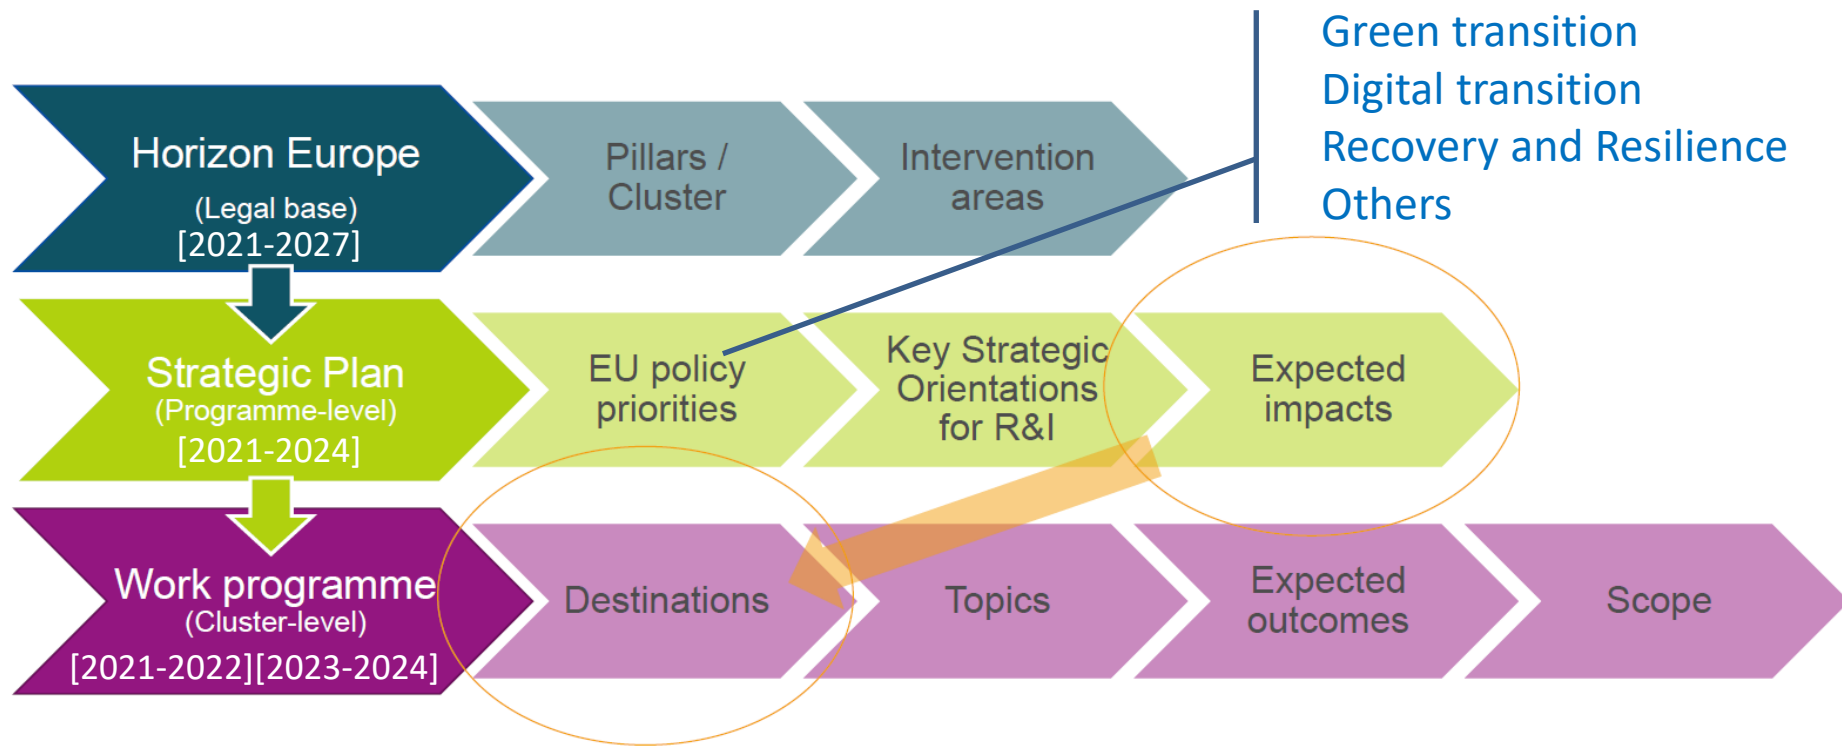 Green transition
Digital transition
Recovery and Resilience
Others
Horizon Europe
(Legal base)
[2021-2027]
Pillars /
Cluster
Intervention
areas
Strategic Plan
(Programme-level)
[2021-2024]
EU policy
priorities
Key Strategic
Orientations
for R&I
Expected
impacts
Work programme
(Cluster-level)
[2021-2022][2023-2024]
Destinations
Topics
Expected
outcomes
Scope